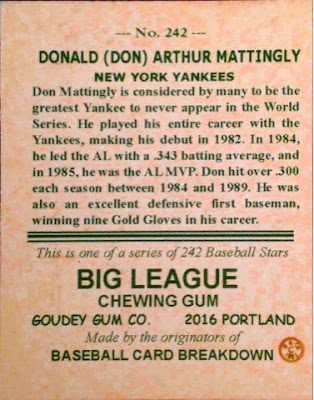 --- No. 242 ---
DONALD (DON) ARTHUR MATTINGLY
NEW YORK YANKEES
Don Mattingly is considered by many to be the
greatest Yankee to never appear in the World
Series. He played his entire career with the
Yankees, making his debut in 1982. In 1984,
he led the AL with a .343 batting average, and
in 1985, he was the AL MVP. Don hit over .300
each season between 1984 and 1989. He was
also an excellent defensive first baseman,
winning nine Gold Gloves in his career.
This is one of a series of 242 Baseball Stars
BIG LEAGUE
CHEWING GUM
GOUDEY GUM CO. 2016 PORTLAND
Made by the originators of
BASEBALL CARD BREAKDOWN